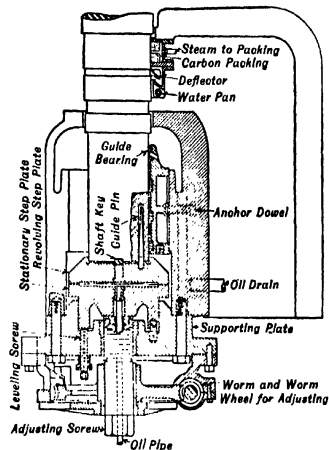 Steam to Packing
Carbon Packing
Deflector
Water Pan
Guide
Bearing
Stationary Step Plate
Revolving Step Plate
Shaft Key
Guide Pin
Anchor Dowel
Oil Drain
Supporting Plate
Leveling Screw
Worm and Worm
Wheel for Adjusting
Adjusting Screw
Oil Pipe